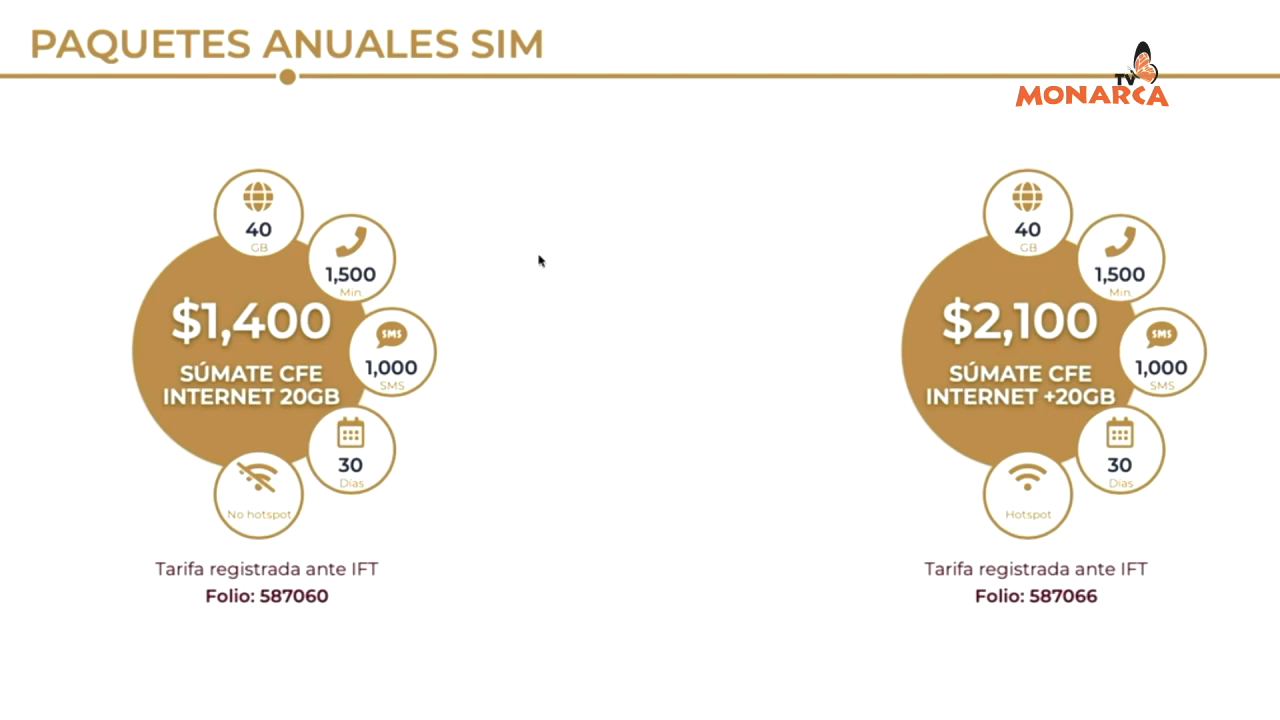 PAQUETES ANUALES SIM
TV
MONARCA
40
GB
1,500
Min.
$1,400
SMS
1,000
SMS
SÚMATE CFE
INTERNET 20GB
30
Días
No hotspot
Tarifa registrada ante IFT
Folio: 587060
40
GB
1,500
Min.
$2,100
SMS
1,000
SMS
SÚMATE CFE
INTERNET +20GB
30
Días
Hotspot
Tarifa registrada ante IFT
Folio: 587066